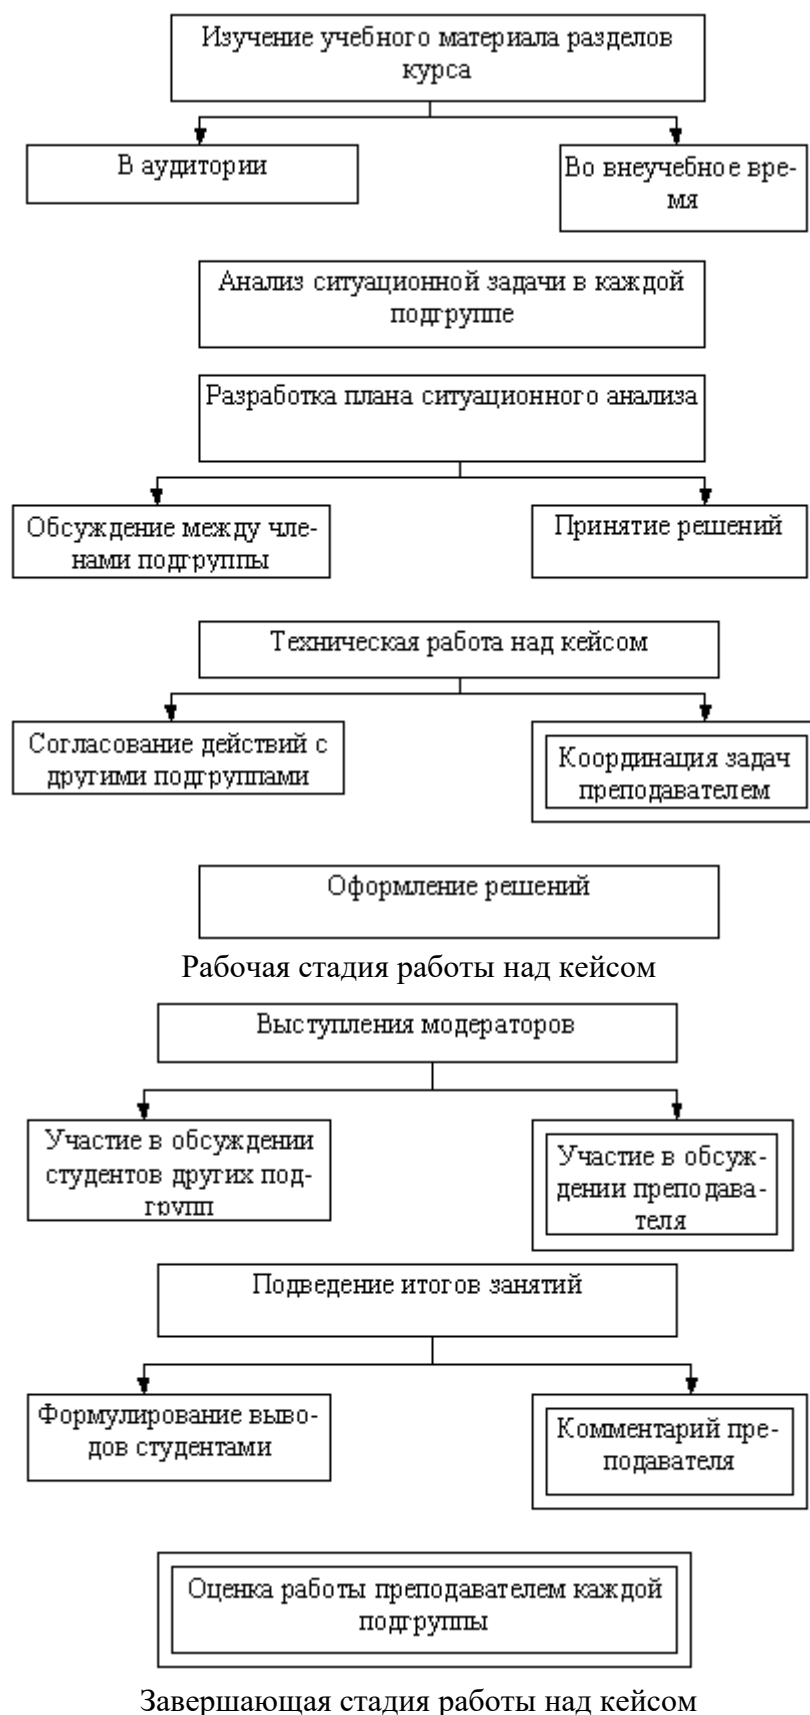 Изучение учебного материала разделов
курса
В аудитории
Во внеучебное вре-
мя
Анализ ситуационной задачи в каждой
подгруппе
Разработка плана ситуационного анализа
Обсуждение между чле-
нами подгруппы
Принятие решений
Техническая работа над кейсом
Согласование действий с
другими подгруппами
Координация задач
преподавателем
Оформление решений
Рабочая стадия работы над кейсом
Выступления модераторов
Участие в обсуждении
студентов других под-
групп
Участие в обсуж-
дении преподава-
теля
Подведение итогов занятий
Формулирование выво-
дов студентами
Комментарий пре-
подавателя
Оценка работы преподавателем каждой
подгруппы
Завершающая стадия работы над кейсом